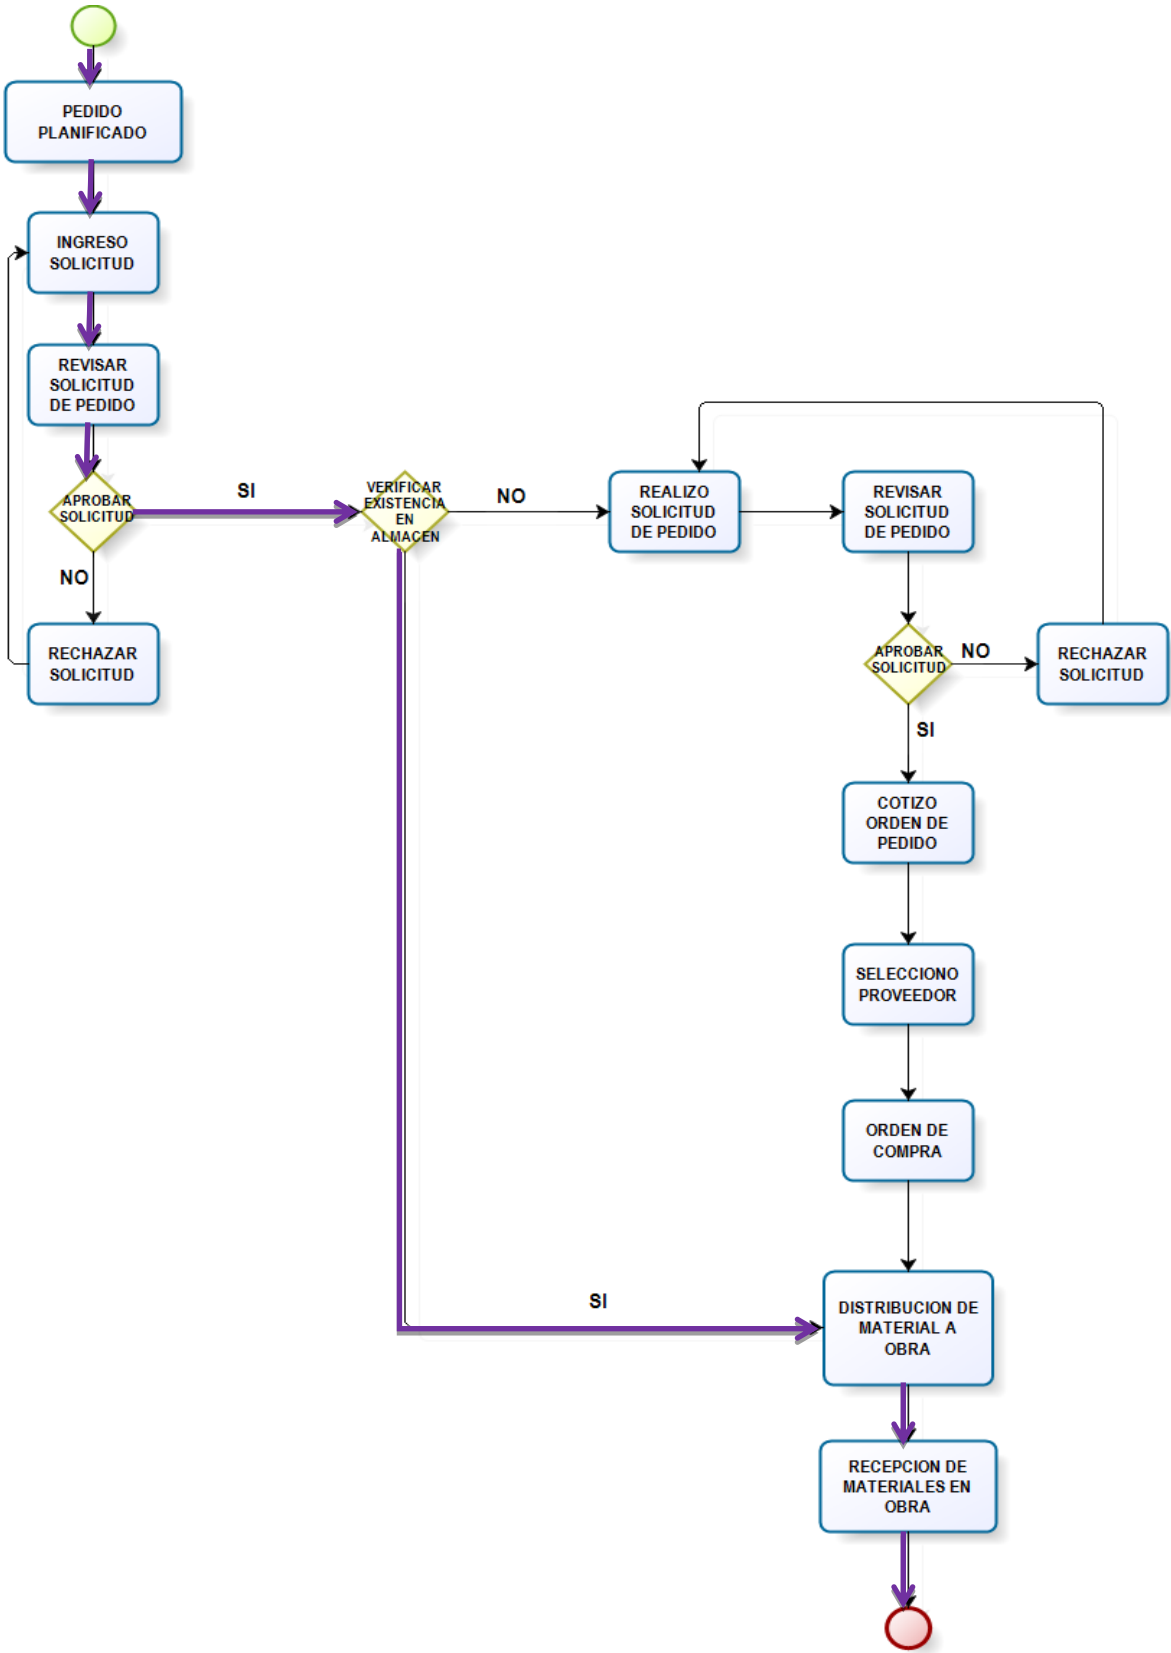 PEDIDO
PLANIFICADO
INGRESO
SOLICITUD
REVISAR
SOLICITUD
DE PEDIDO
APROBAR
SOLICITUD
SI
NO
RECHAZAR
SOLICITUD
VERIFICAR
EXISTENCIA
EN
ALMACEN
NO
REALIZO
SOLICITUD
DE PEDIDO
REVISAR
SOLICITUD
DE PEDIDO
APROBAR
SOLICITUD
NO
RECHAZAR
SOLICITUD
SI
COTIZO
ORDEN DE
PEDIDO
SELECCIONO
PROVEEDOR
ORDEN DE
COMPRA
SI
DISTRIBUCION DE
MATERIAL A
OBRA
RECEPCION DE
MATERIALES EN
OBRA